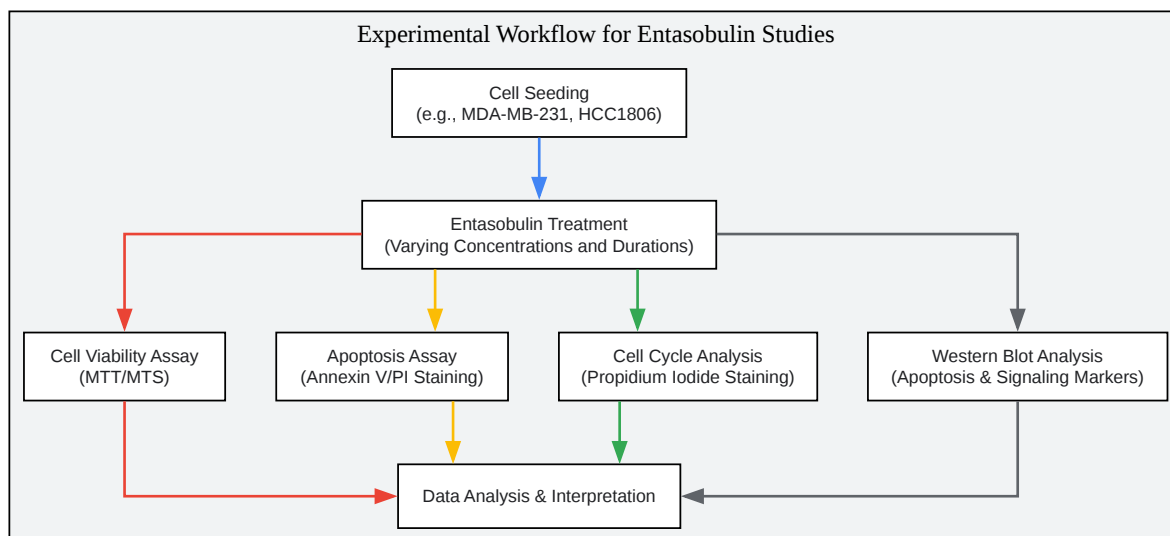 Experimental Workflow for Entasobulin Studies
Cell Seeding
(e.g., MDA-MB-231, HCC1806)
Entasobulin Treatment
(Varying Concentrations and Durations)
Cell Viability Assay
(MTT/MTS)
Apoptosis Assay
(Annexin V/PI Staining)
Cell Cycle Analysis
(Propidium Iodide Staining)
Western Blot Analysis
(Apoptosis & Signaling Markers)
Data Analysis & Interpretation